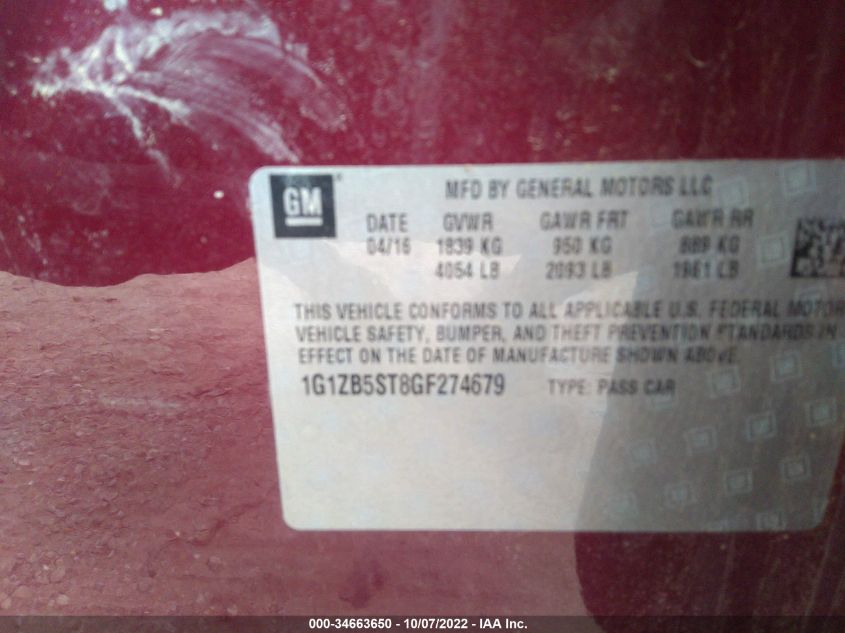 GM
MFD BY GENERAL MOTORS LLC
DATE GVWR GAWR FRT GAWR RR
04/16 1839 KG 950 KG 889 KG
4054 LB 2093 LB 1961 LB
THIS VEHICLE CONFORMS TO ALL APPLICABLE U.S. FEDERAL MOTOR
VEHICLE SAFETY, BUMPER, AND THEFT PREVENTION STANDARDS IN
EFFECT ON THE DATE OF MANUFACTURE SHOWN ABOVE.
1G1ZB5ST8GF274679 TYPE: PASS CAR
000-34663650 - 10/07/2022 - IAA Inc.